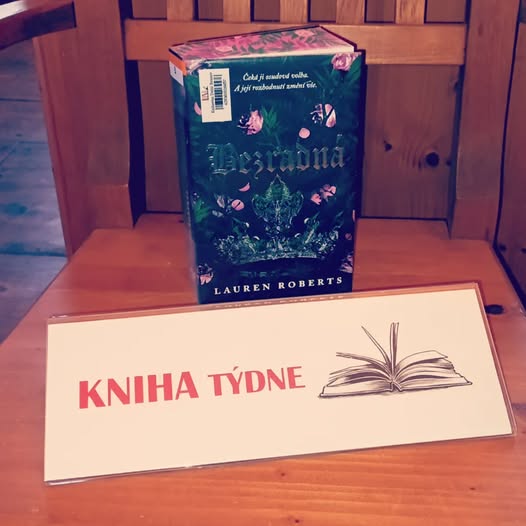 Čeká ji osudová volba.
A její rozhodnutí změní vše.
Bezradná
LAUREN ROBERTS
KNIHA TÝDNE